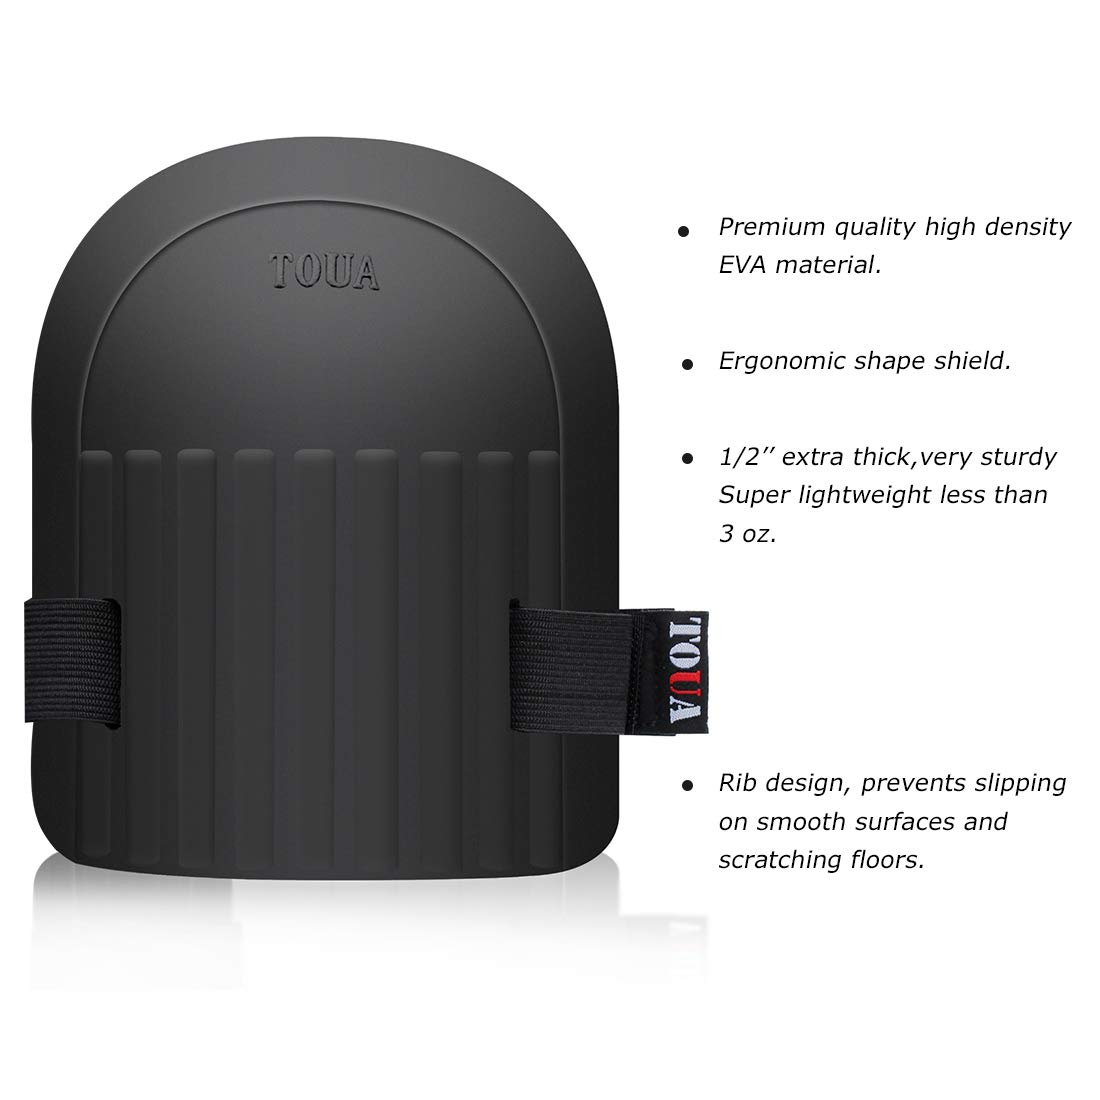 TOUA
Premium quality high density
EVA material.
Ergonomic shape shield.
1/2’’ extra thick,very sturdy
Super lightweight less than
3 oz.
TOUA
Rib design, prevents slipping
on smooth surfaces and
scratching floors.